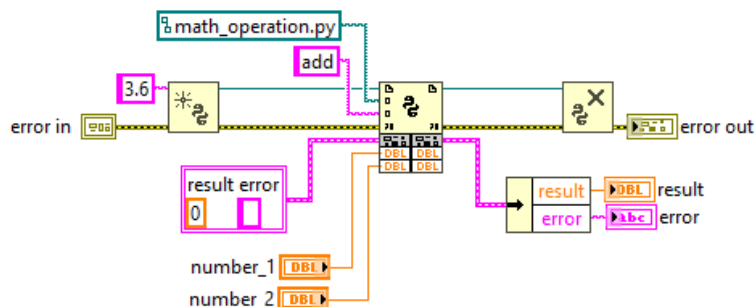 math_operation.py
add
3.6
error in
error out
result error
0
DBL DBL
DBL DBL
result
DBL
result
error
abc
error
number_1
DBL
number_2
DBL